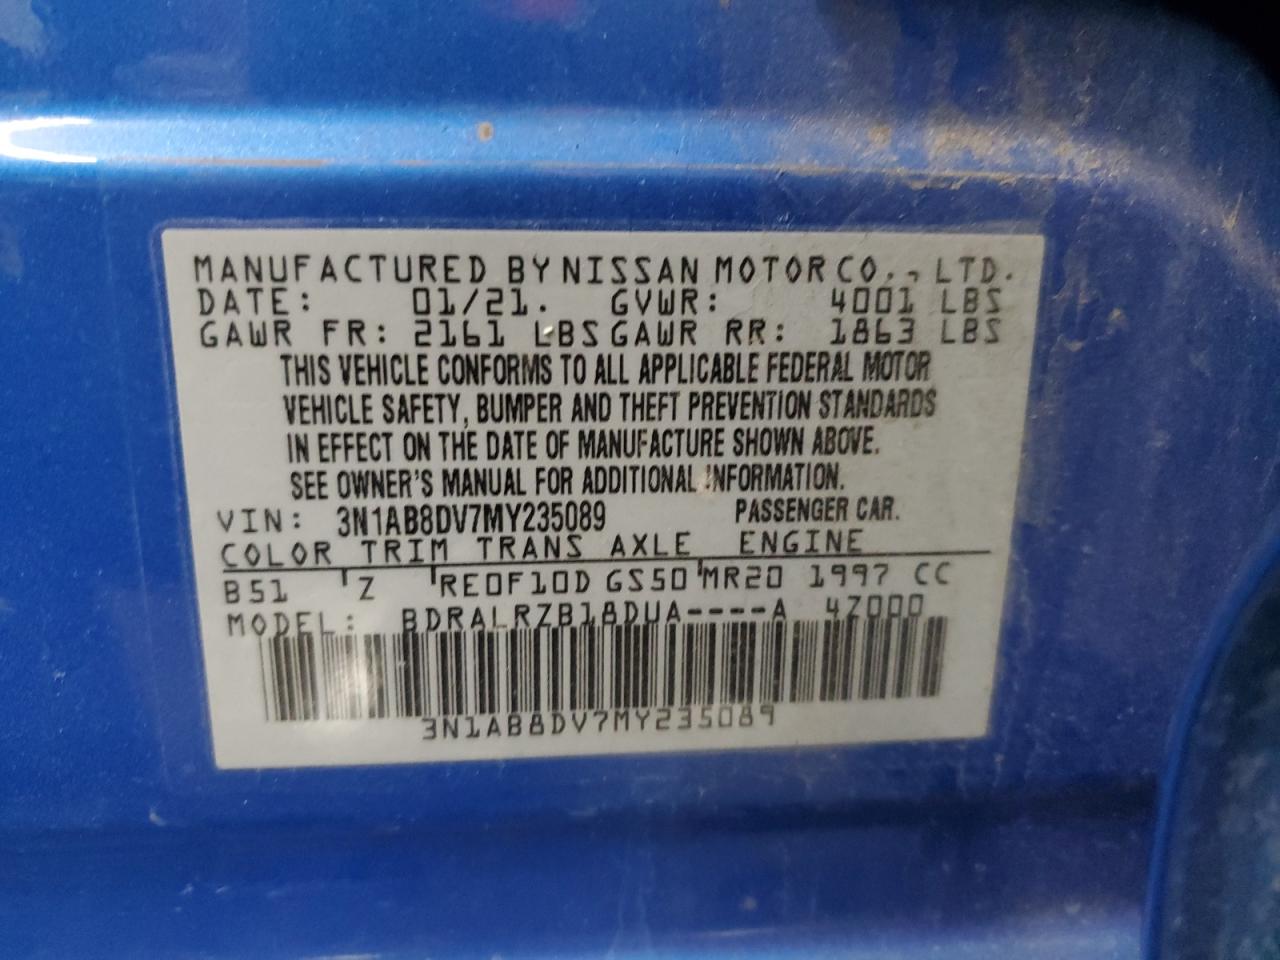 MANUFACTURED BY NISSAN MOTOR CO., LTD.
DATE: 01/21. GVWR: 4001 LBS
GAWR FR: 2161 LBS GAWR RR: 1863 LBS
THIS VEHICLE CONFORMS TO ALL APPLICABLE FEDERAL MOTOR
VEHICLE SAFETY, BUMPER AND THEFT PREVENTION STANDARDS
IN EFFECT ON THE DATE OF MANUFACTURE SHOWN ABOVE.
SEE OWNER'S MANUAL FOR ADDITIONAL INFORMATION.
VIN: 3N1AB8DV7MY235089 PASSENGER CAR.
COLOR TRIM TRANS AXLE ENGINE
B51 Z RE0F10D GS50 MR20 1997 CC
MODEL: BDRALRZB18DUA----A 4Z000
3N1AB8DV7MY235089